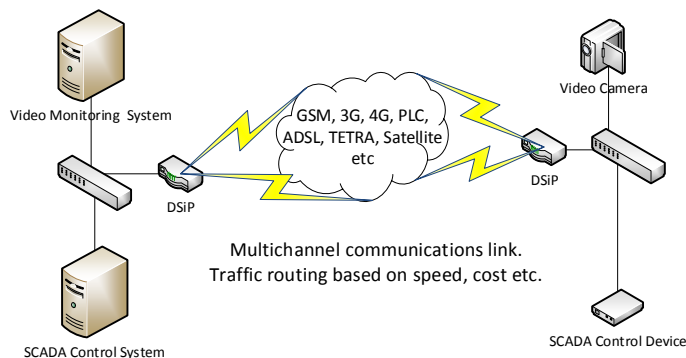 Video Monitoring System
GSM, 3G, 4G, PLC,
ADSL, TETRA, Satellite
etc
Video Camera
DSiP
DSiP
Multichannel communications link.
Traffic routing based on speed, cost etc.
SCADA Control System
SCADA Control Device